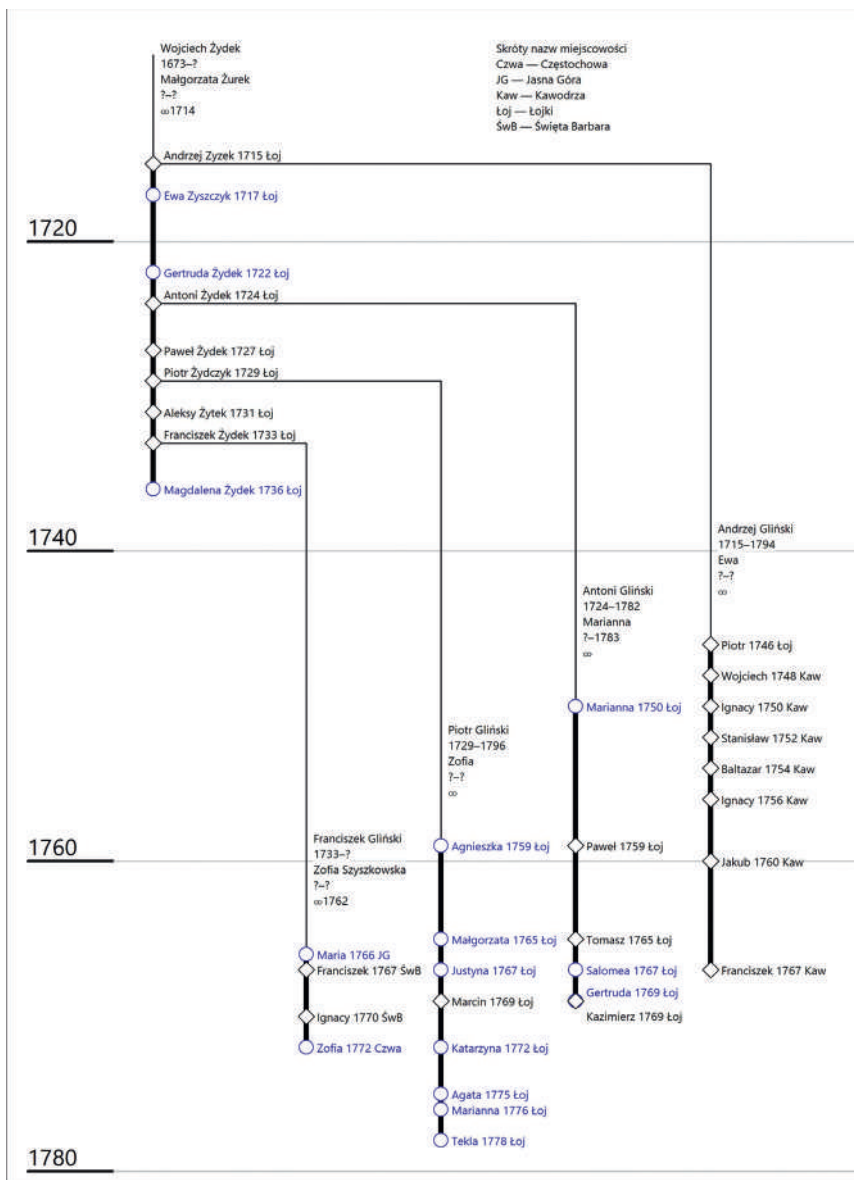 Wojciech Żydek
1673–?
Małgorzata Żurek
?–?
∞1714
Skróty nazw miejscowości
Czwa — Częstochowa
JG — Jasna Góra
Kaw — Kawodrza
Łoj — Łojki
ŚwB — Święta Barbara
Andrzej Zyzek 1715 Łoj
Ewa Zyszczyk 1717 Łoj
1720
Gertruda Żydek 1722 Łoj
Antoni Żydek 1724 Łoj
Paweł Żydek 1727 Łoj
Piotr Żydczyk 1729 Łoj
Aleksy Żytek 1731 Łoj
Franciszek Żydek 1733 Łoj
Magdalena Żydek 1736 Łoj
1740
Andrzej Gliński
1715–1794
Ewa
?–?
∞
Piotr 1746 Łoj
Wojciech 1748 Kaw
Ignacy 1750 Kaw
Stanisław 1752 Kaw
Baltazar 1754 Kaw
Ignacy 1756 Kaw
Jakub 1760 Kaw
Franciszek 1767 Kaw
Antoni Gliński
1724–1782
Marianna
?–1783
∞
Marianna 1750 Łoj
Paweł 1759 Łoj
Tomasz 1765 Łoj
Salomea 1767 Łoj
Gertruda 1769 Łoj
Kazimierz 1769 Łoj
Piotr Gliński
1729–1796
Zofia
?–?
∞
Agnieszka 1759 Łoj
Małgorzata 1765 Łoj
Justyna 1767 Łoj
Marcin 1769 Łoj
Katarzyna 1772 Łoj
Agata 1775 Łoj
Marianna 1776 Łoj
Tekla 1778 Łoj
1760
Franciszek Gliński
1733–?
Zofia Szyszkowska
?–?
∞1762
Maria 1766 JG
Franciszek 1767 ŚwB
Ignacy 1770 ŚwB
Zofia 1772 Czwa
1780